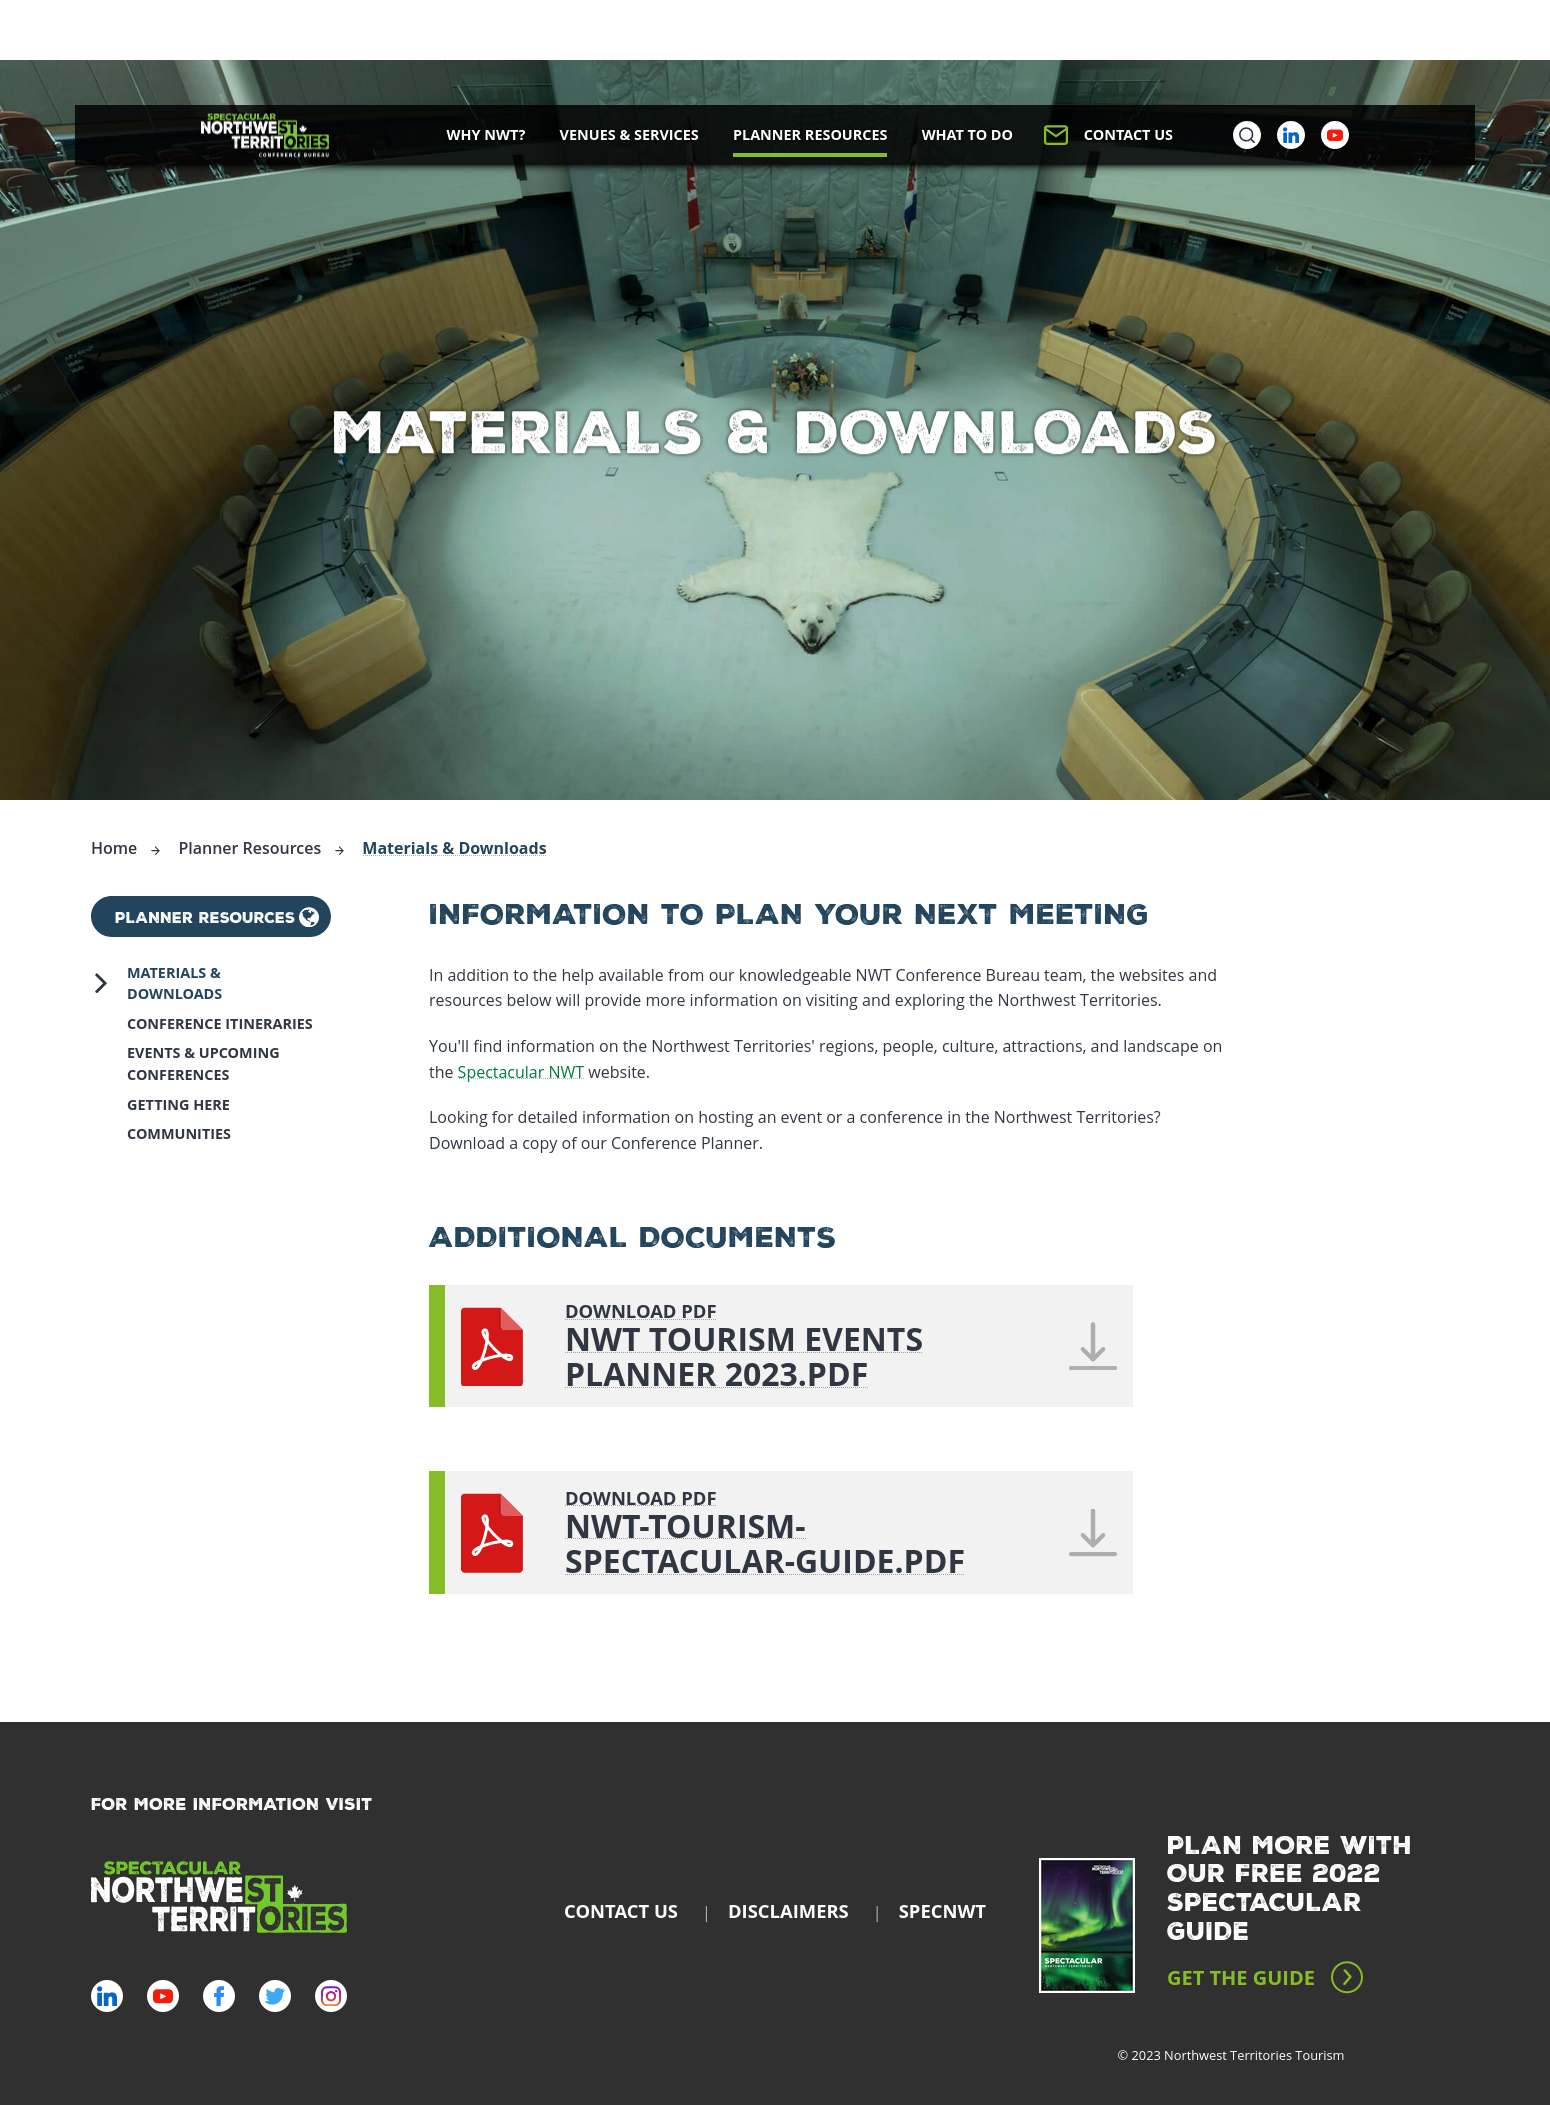 SPECTACULAR
NORTHWEST
TERRITORIES
CONFERENCE BUREAU
WHY NWT?
VENUES & SERVICES
PLANNER RESOURCES
WHAT TO DO
CONTACT US
MATERIALS & DOWNLOADS
Home
Planner Resources
Materials & Downloads
PLANNER RESOURCES
MATERIALS &
DOWNLOADS
CONFERENCE ITINERARIES
EVENTS & UPCOMING
CONFERENCES
GETTING HERE
COMMUNITIES
INFORMATION TO PLAN YOUR NEXT MEETING
In addition to the help available from our knowledgeable NWT Conference Bureau team, the websites and
resources below will provide more information on visiting and exploring the Northwest Territories.
You'll find information on the Northwest Territories' regions, people, culture, attractions, and landscape on
the Spectacular NWT website.
Looking for detailed information on hosting an event or a conference in the Northwest Territories?
Download a copy of our Conference Planner.
ADDITIONAL DOCUMENTS
DOWNLOAD PDF
NWT TOURISM EVENTS
PLANNER 2023.PDF
DOWNLOAD PDF
NWT-TOURISM-
SPECTACULAR-GUIDE.PDF
FOR MORE INFORMATION VISIT
SPECTACULAR
NORTHWEST
TERRITORIES
CONTACT US | DISCLAIMERS | SPECNWT
SPECTACULAR
NORTHWEST TERRITORIES
PLAN MORE WITH
OUR FREE 2022
SPECTACULAR
GUIDE
GET THE GUIDE
© 2023 Northwest Territories Tourism